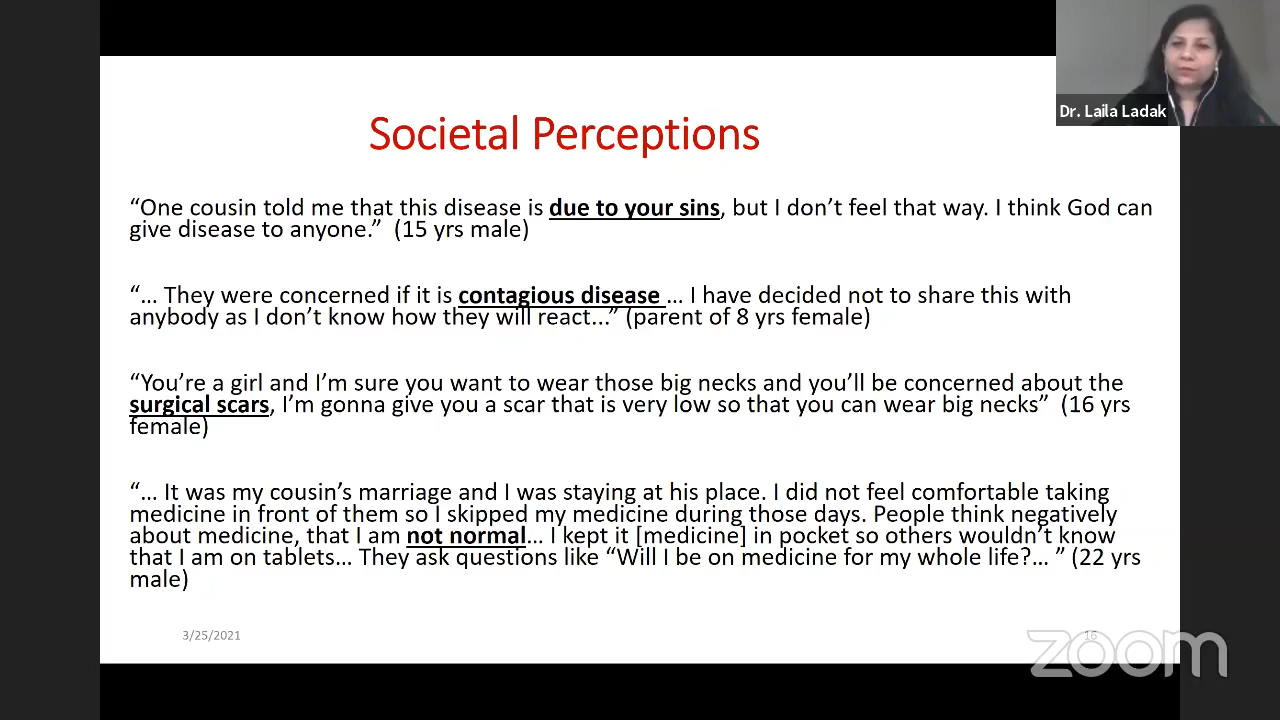 Dr. Laila Ladak
Societal Perceptions
“One cousin told me that this disease is due to your sins, but I don’t feel that way. I think God can
give disease to anyone.” (15 yrs male)
“… They were concerned if it is contagious disease … I have decided not to share this with
anybody as I don’t know how they will react...” (parent of 8 yrs female)
“You’re a girl and I’m sure you want to wear those big necks and you’ll be concerned about the
surgical scars, I’m gonna give you a scar that is very low so that you can wear big necks” (16 yrs
female)
“… It was my cousin’s marriage and I was staying at his place. I did not feel comfortable taking
medicine in front of them so I skipped my medicine during those days. People think negatively
about medicine, that I am not normal… I kept it [medicine] in pocket so others wouldn’t know
that I am on tablets… They ask questions like “Will I be on medicine for my whole life?… ” (22 yrs
male)
3/25/2021
16
zoom